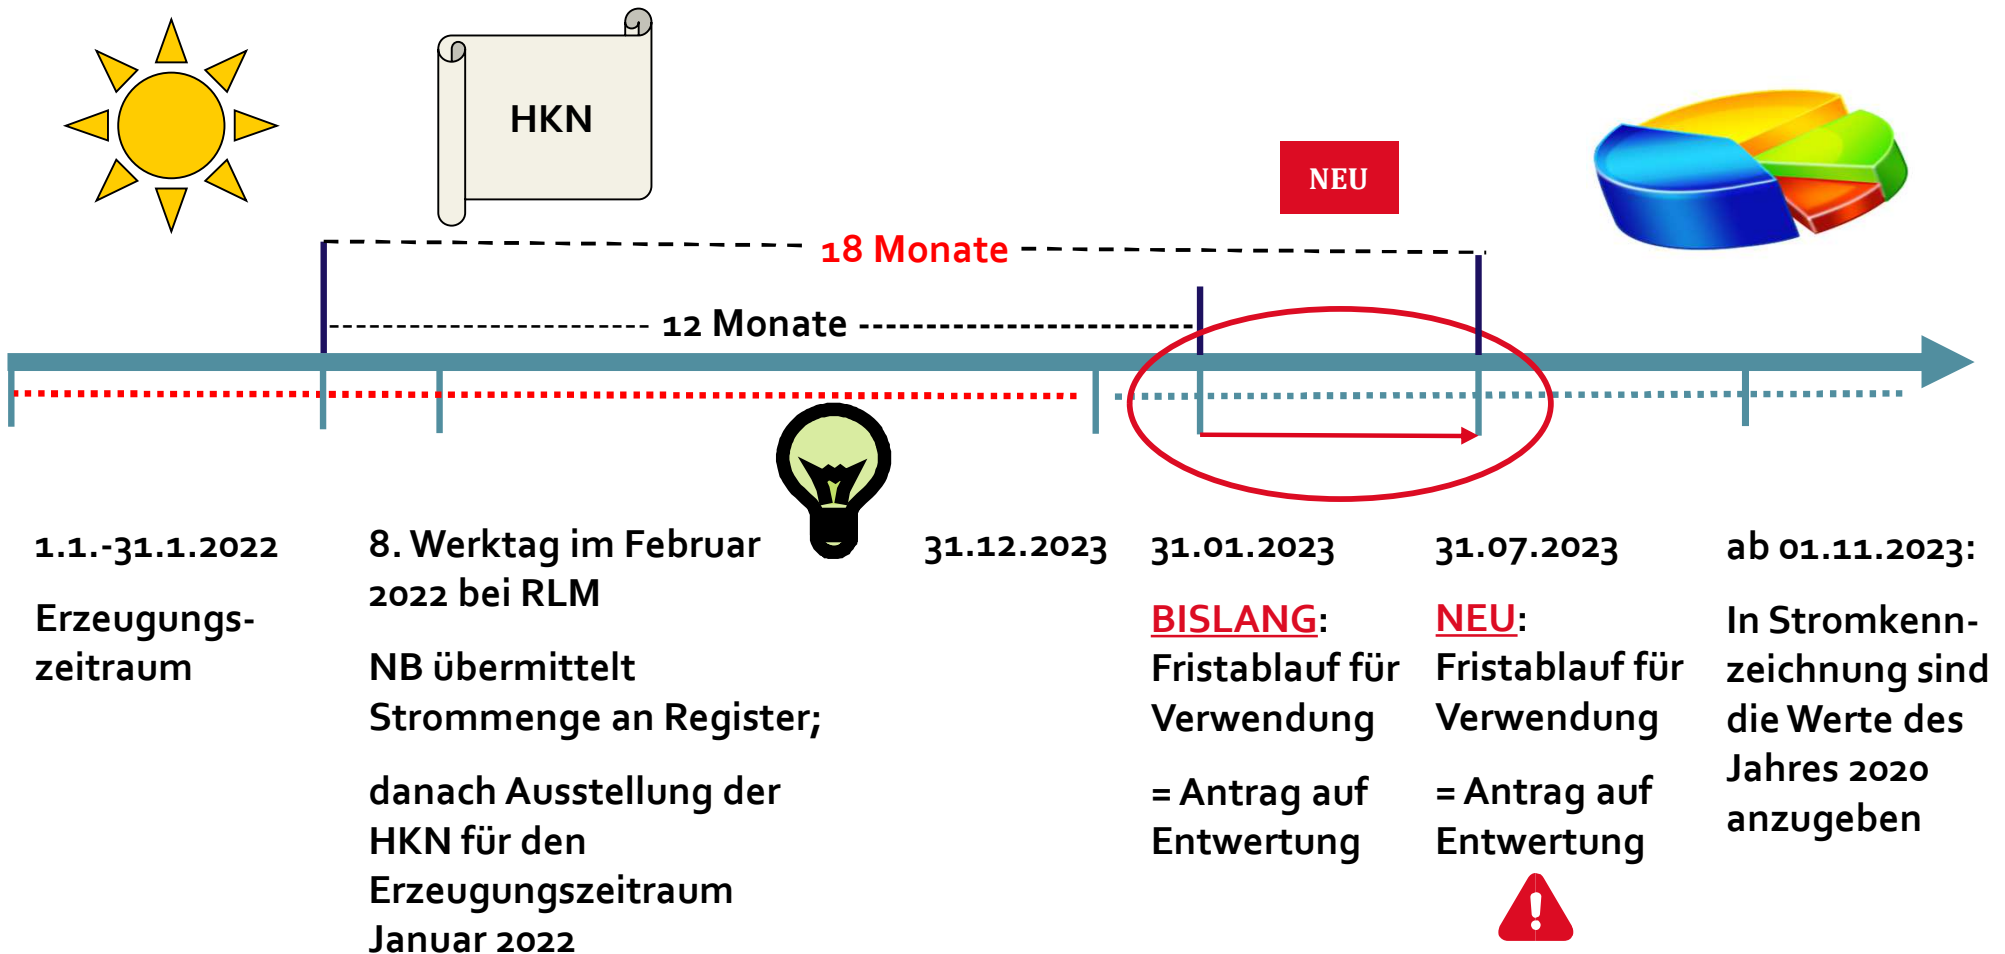 HKN
NEU
18 Monate
12 Monate
1.1.-31.1.2022
Erzeugungs-
zeitraum
8. Werktag im Februar
2022 bei RLM
NB übermittelt
Strommenge an Register;
danach Ausstellung der
HKN für den
Erzeugungszeitraum
Januar 2022
31.12.2023
31.01.2023
BISLANG:
Fristablauf für
Verwendung
= Antrag auf
Entwertung
31.07.2023
NEU:
Fristablauf für
Verwendung
= Antrag auf
Entwertung
ab 01.11.2023:
In Stromkenn-
zeichnung sind
die Werte des
Jahres 2020
anzugeben